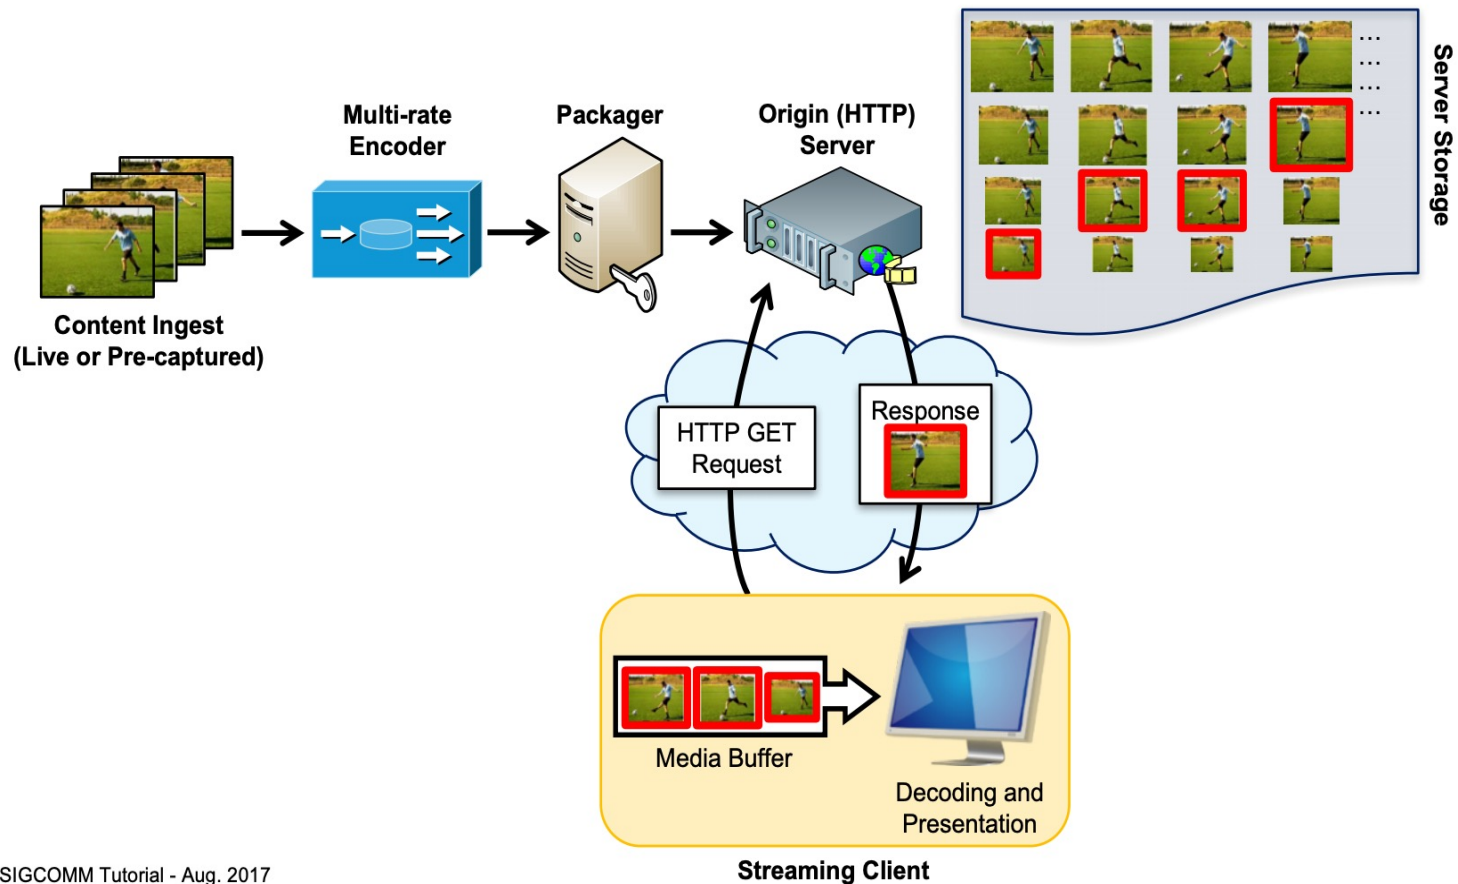 Multi-rate
Encoder
Packager
Origin (HTTP)
Server
Server Storage
...
...
...
...
Content Ingest
(Live or Pre-captured)
HTTP GET
Request
Response
Media Buffer
Decoding and
Presentation
Streaming Client
SIGCOMM Tutorial - Aug. 2017